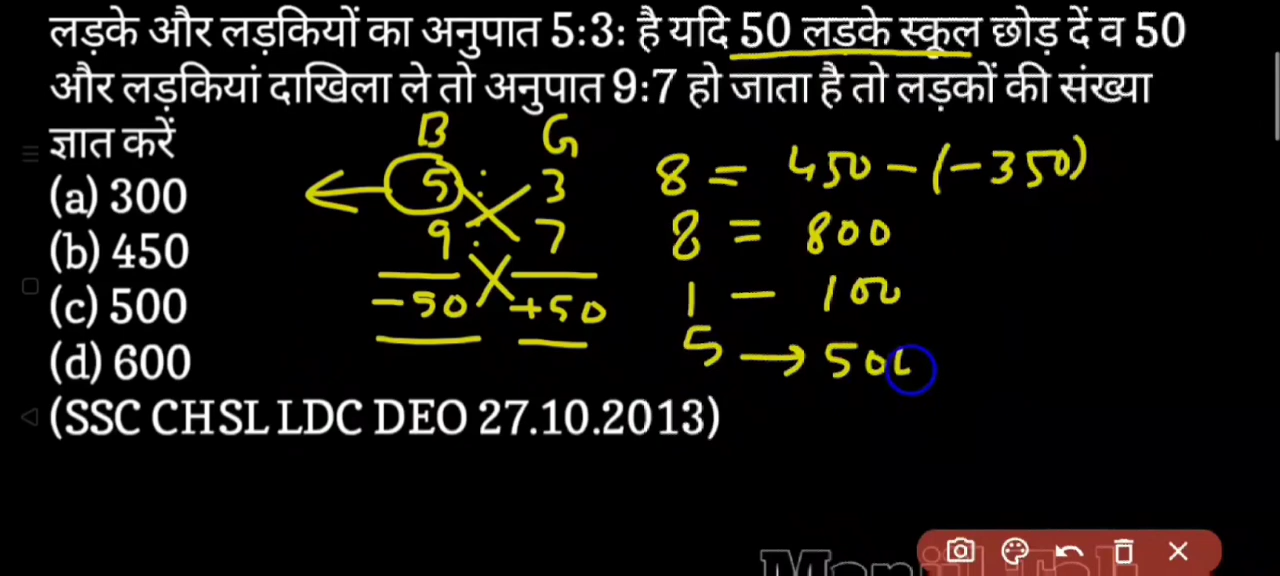 लड़के और लड़कियों का अनुपात 5:3: है यदि 50 लडके स्कूल छोड़ दें व 50
और लड़कियां दाखिला ले तो अनुपात 9:7 हो जाता है तो लड़कों की संख्या
ज्ञात करें
(a) 300
(b) 450
(c) 500
(d) 600
(SSC CHSL LDC DEO 27.10.2013)
B G
5 : 3
9 : 7
-50 +50
8 = 450 - (-350)
8 = 800
1 - 100
5 → 500